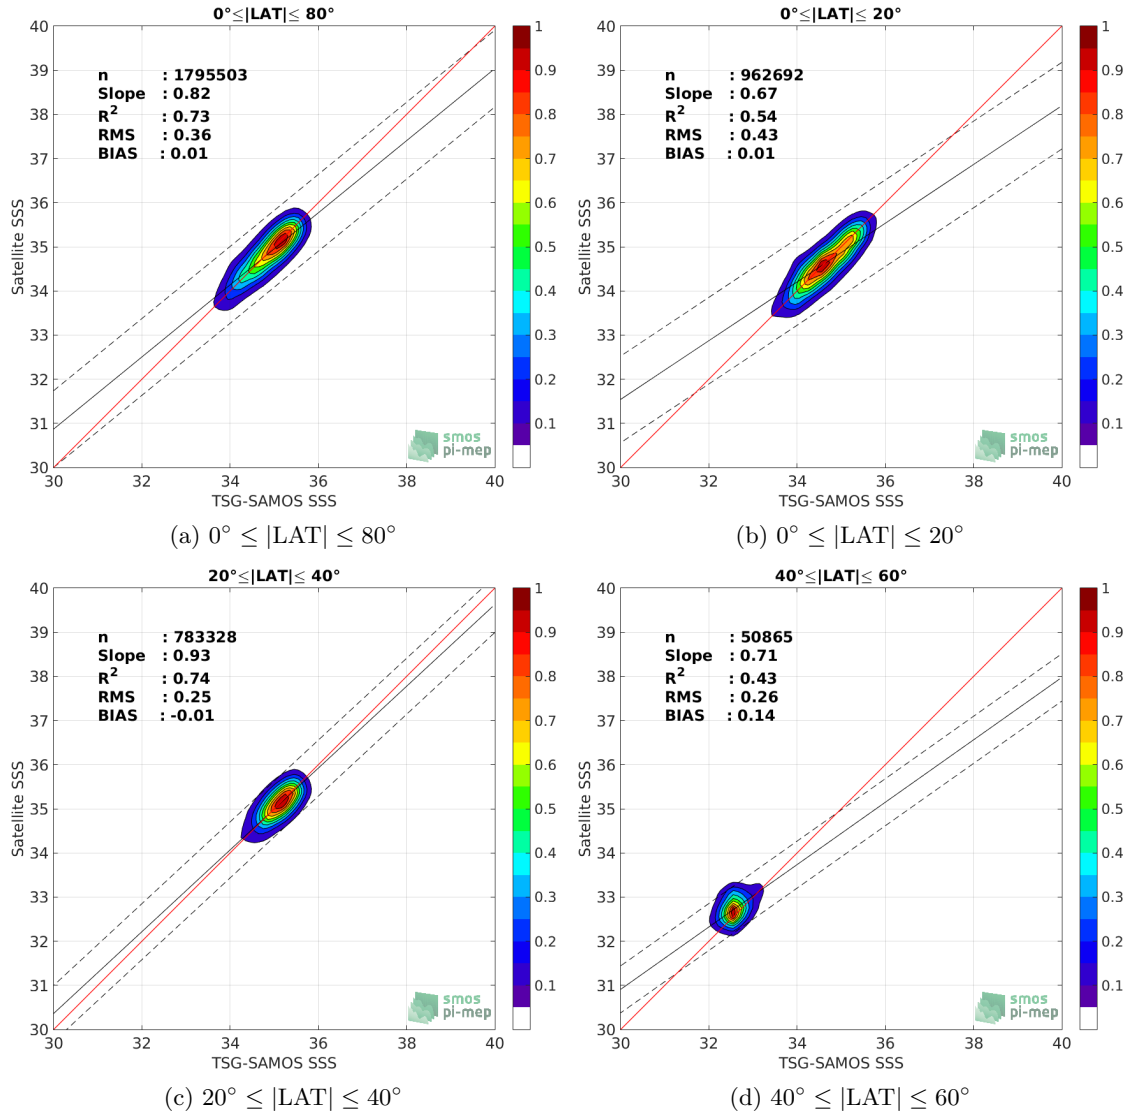 0°≤|LAT|≤ 80°
n : 1795503
Slope : 0.82
R² : 0.73
RMS : 0.36
BIAS : 0.01
Satellite SSS
40
39
38
37
36
35
34
33
32
31
30
30 32 34 36 38 40
TSG-SAMOS SSS
1
0.9
0.8
0.7
0.6
0.5
0.4
0.3
0.2
0.1
smos
pi-mep
(a) 0° ≤ |LAT| ≤ 80°
0°≤|LAT|≤ 20°
n : 962692
Slope : 0.67
R² : 0.54
RMS : 0.43
BIAS : 0.01
Satellite SSS
40
39
38
37
36
35
34
33
32
31
30
30 32 34 36 38 40
TSG-SAMOS SSS
1
0.9
0.8
0.7
0.6
0.5
0.4
0.3
0.2
0.1
smos
pi-mep
(b) 0° ≤ |LAT| ≤ 20°
20°≤|LAT|≤ 40°
n : 783328
Slope : 0.93
R² : 0.74
RMS : 0.25
BIAS : -0.01
Satellite SSS
40
39
38
37
36
35
34
33
32
31
30
30 32 34 36 38 40
TSG-SAMOS SSS
1
0.9
0.8
0.7
0.6
0.5
0.4
0.3
0.2
0.1
smos
pi-mep
(c) 20° ≤ |LAT| ≤ 40°
40°≤|LAT|≤ 60°
n : 50865
Slope : 0.71
R² : 0.43
RMS : 0.26
BIAS : 0.14
Satellite SSS
40
39
38
37
36
35
34
33
32
31
30
30 32 34 36 38 40
TSG-SAMOS SSS
1
0.9
0.8
0.7
0.6
0.5
0.4
0.3
0.2
0.1
smos
pi-mep
(d) 40° ≤ |LAT| ≤ 60°